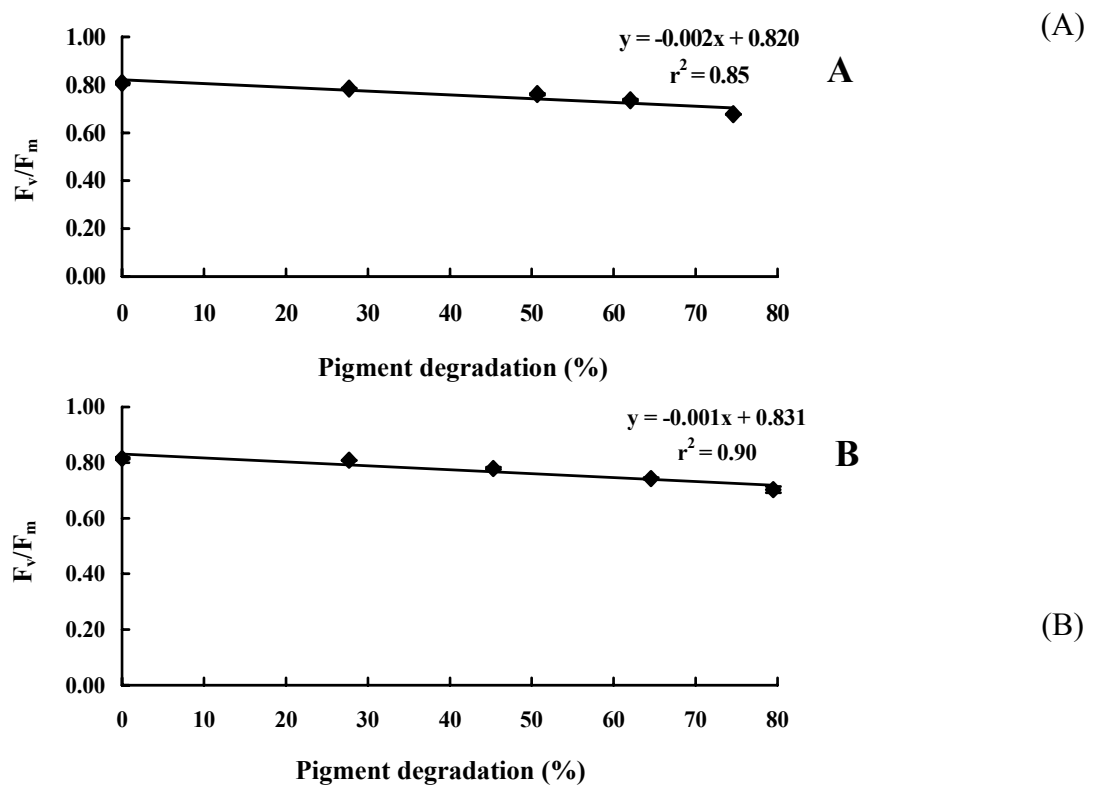 (A)
y = -0.002x + 0.820
r² = 0.85
A
1.00
0.80
0.60
0.40
0.20
0.00
Fᵥ/Fₘ
0 10 20 30 40 50 60 70 80
Pigment degradation (%)
y = -0.001x + 0.831
r² = 0.90
B
1.00
0.80
0.60
0.40
0.20
0.00
Fᵥ/Fₘ
(B)
0 10 20 30 40 50 60 70 80
Pigment degradation (%)